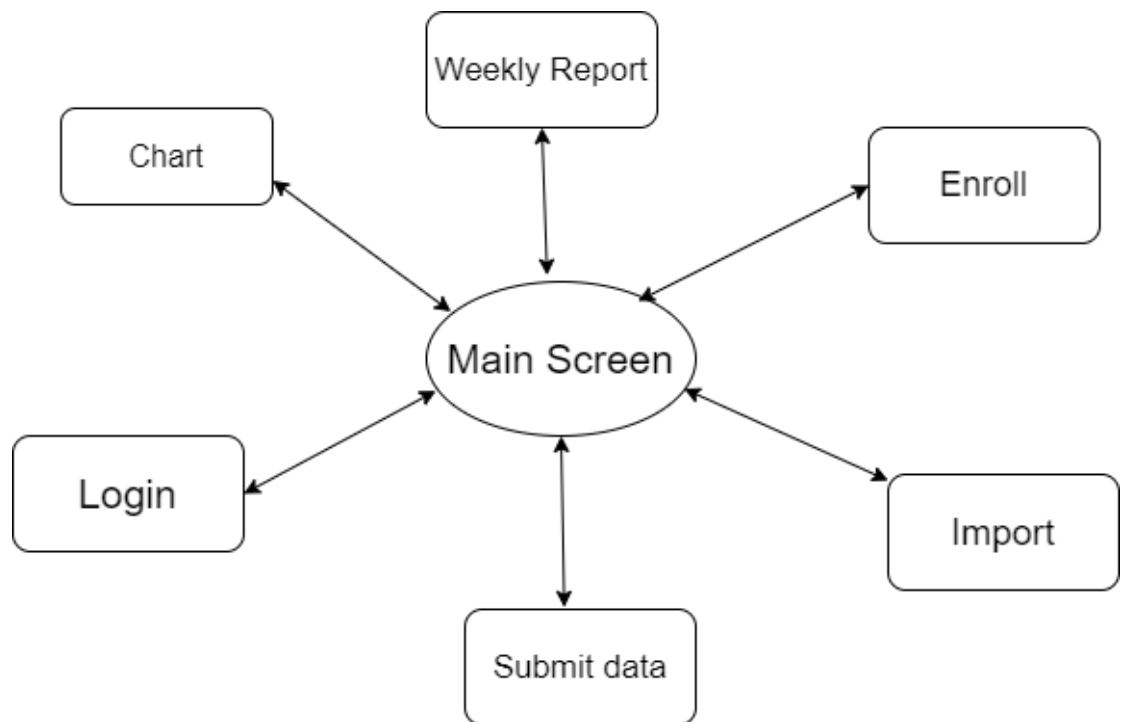 Weekly Report
Chart
Enroll
Main Screen
Login
Import
Submit data